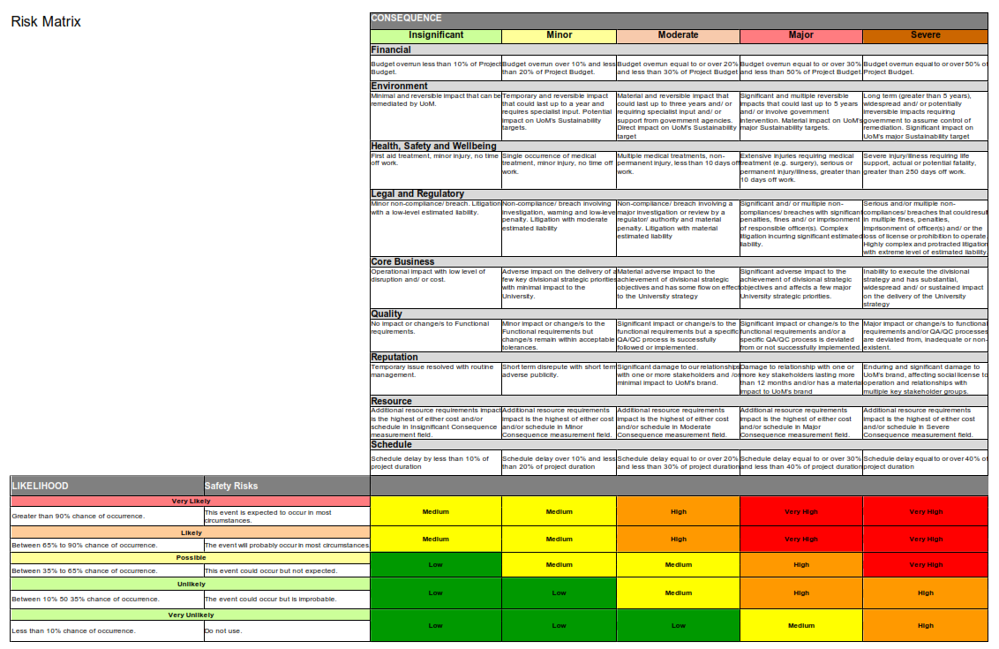 Risk Matrix
CONSEQUENCE
Insignificant Minor Moderate Major Severe
Financial
Budget overrun less than 10% of Project
Budget.
Budget overrun over 10% and less
than 20% of Project Budget.
Budget overrun equal to or over 20%
and less than 30% of Project Budget
Budget overrun equal to or over 30%
and less than 50% of Project Budget.
Budget overrun equal to or over 50% of
Project Budget.
Environment
Minimal and reversible impact that can be
remediated by UoM.
Temporary and reversible impact
that could last up to a year and
requires specialist input. Potential
impact on UoM's Sustainability
targets.
Material and reversible impact that
could last up to three years and/ or
requiring specialist input and/ or
support from government agencies.
Direct impact on UoM's Sustainability
target
Significant and multiple reversible
impacts that could last up to 5 years
and/ or involve government
intervention. Material impact on UoM's
major Sustainability targets.
Long term (greater than 5 years),
widespread and/ or potentially
irreversible impacts requiring
government to assume control of
remediation. Significant impact on
UoM's major Sustainability target
Health, Safety and Wellbeing
First aid treatment, minor injury, no time
off work.
Single occurrence of medical
treatment, minor injury, no time off
work.
Multiple medical treatments, non-
permanent injury, less than 10 days off
work.
Extensive injuries requiring medical
treatment (e.g. surgery), serious or
permanent injury/illness, greater than
10 days off work.
Severe injury/illness requiring life
support, actual or potential fatality,
greater than 250 days off work.
Legal and Regulatory
Minor non-compliance/ breach. Litigation
with a low-level estimated liability.
Non-compliance/ breach involving
investigation, warning and low-leve
penalty. Litigation with moderate
estimated liability
Non-compliance/ breach involving a
major investigation or review by a
regulator/ authority and material
penalty. Litigation with material
estimated liability
Significant and/ or multiple non-
compliances/ breaches with significant
penalties, fines and/ or imprisonment
of responsible officer(s). Complex
litigation incurring significant estimated
liability.
Serious and/or multiple non-
compliances/ breaches that could result
in multiple fines, penalties,
imprisonment of officer(s) and/ or the
loss of license or prohibition to operate.
Highly complex and protracted litigation
with extreme level of estimated liability.
Core Business
Operational impact with low level of
disruption and/ or cost.
Adverse impact on the delivery of a
few key divisional strategic priorities
with minimal impact to the
University.
Material adverse impact to the
achievement of divisional strategic
objectives and has some flow on effect
to the University strategy
Significant adverse impact to the
achievement of divisional strategic
objectives and affects a few major
University strategic priorities.
Inability to execute the divisional
strategy and has substantial,
widespread and/ or sustained impact
on the delivery of the University
strategy
Quality
No impact or change/s to Functional
requirements.
Minor impact or change/s to the
Functional requirements but
change/s remain within acceptable
tolerances.
Significant impact or change/s to the
functional requirements but a specific
QA/QC process is successfully
followed or implemented.
Significant impact or change/s to the
functional requirements and/or a
specific QA/QC process is deviated
from or not successfully implemented.
Major impact or change/s to functional
requirements and/or QA/QC processes
are deviated from, inadequate or non-
existent.
Reputation
Temporary issue resolved with routine
management.
Short term disrepute with short term
adverse publicity.
Significant damage to our relationships
with one or more stakeholders and /or
minimal impact to UoM's brand.
Damage to relationship with one or
more key stakeholders lasting more
than 12 months and/or has a material
impact to UoM's brand
Enduring and significant damage to
UoM's brand, affecting social license to
operation and relationships with
multiple key stakeholder groups.
Resource
Additional resource requirements impact
is the highest of either cost and/or
schedule in Insignificant Consequence
measurement field.
Additional resource requirements
impact is the highest of either cost
and/or schedule in Minor
Consequence measurement field.
Additional resource requirements
impact is the highest of either cost
and/or schedule in Moderate
Consequence measurement field.
Additional resource requirements
impact is the highest of either cost
and/or schedule in Major
Consequence measurement field.
Additional resource requirements
impact is the highest of either cost
and/or schedule in Severe
Consequence measurement field.
Schedule
Schedule delay by less than 10% of
project duration
Schedule delay over 10% and less
than 20% of project duration
Schedule delay equal to or over 20%
and less than 30% of project duration
Schedule delay equal to or over 30%
and less than 40% of project duration
Schedule delay equal to or over 40% of
project duration
LIKELIHOOD Safety Risks
Very Likely
Greater than 90% chance of occurrence.
This event is expected to occur in most
circumstances.
Medium Medium High Very High Very High
Likely
Between 65% to 90% chance of occurrence. The event will probably occur in most circumstances.
Medium Medium High Very High Very High
Possible
Between 35% to 65% chance of occurrence. This event could occur but not expected.
Low Medium Medium High Very High
Unlikely
Between 10% 50 35% chance of occurrence. The event could occur but is improbable.
Low Low Medium High High
Very Unlikely
Less than 10% chance of occurrence. Do not use.
Low Low Low Medium High